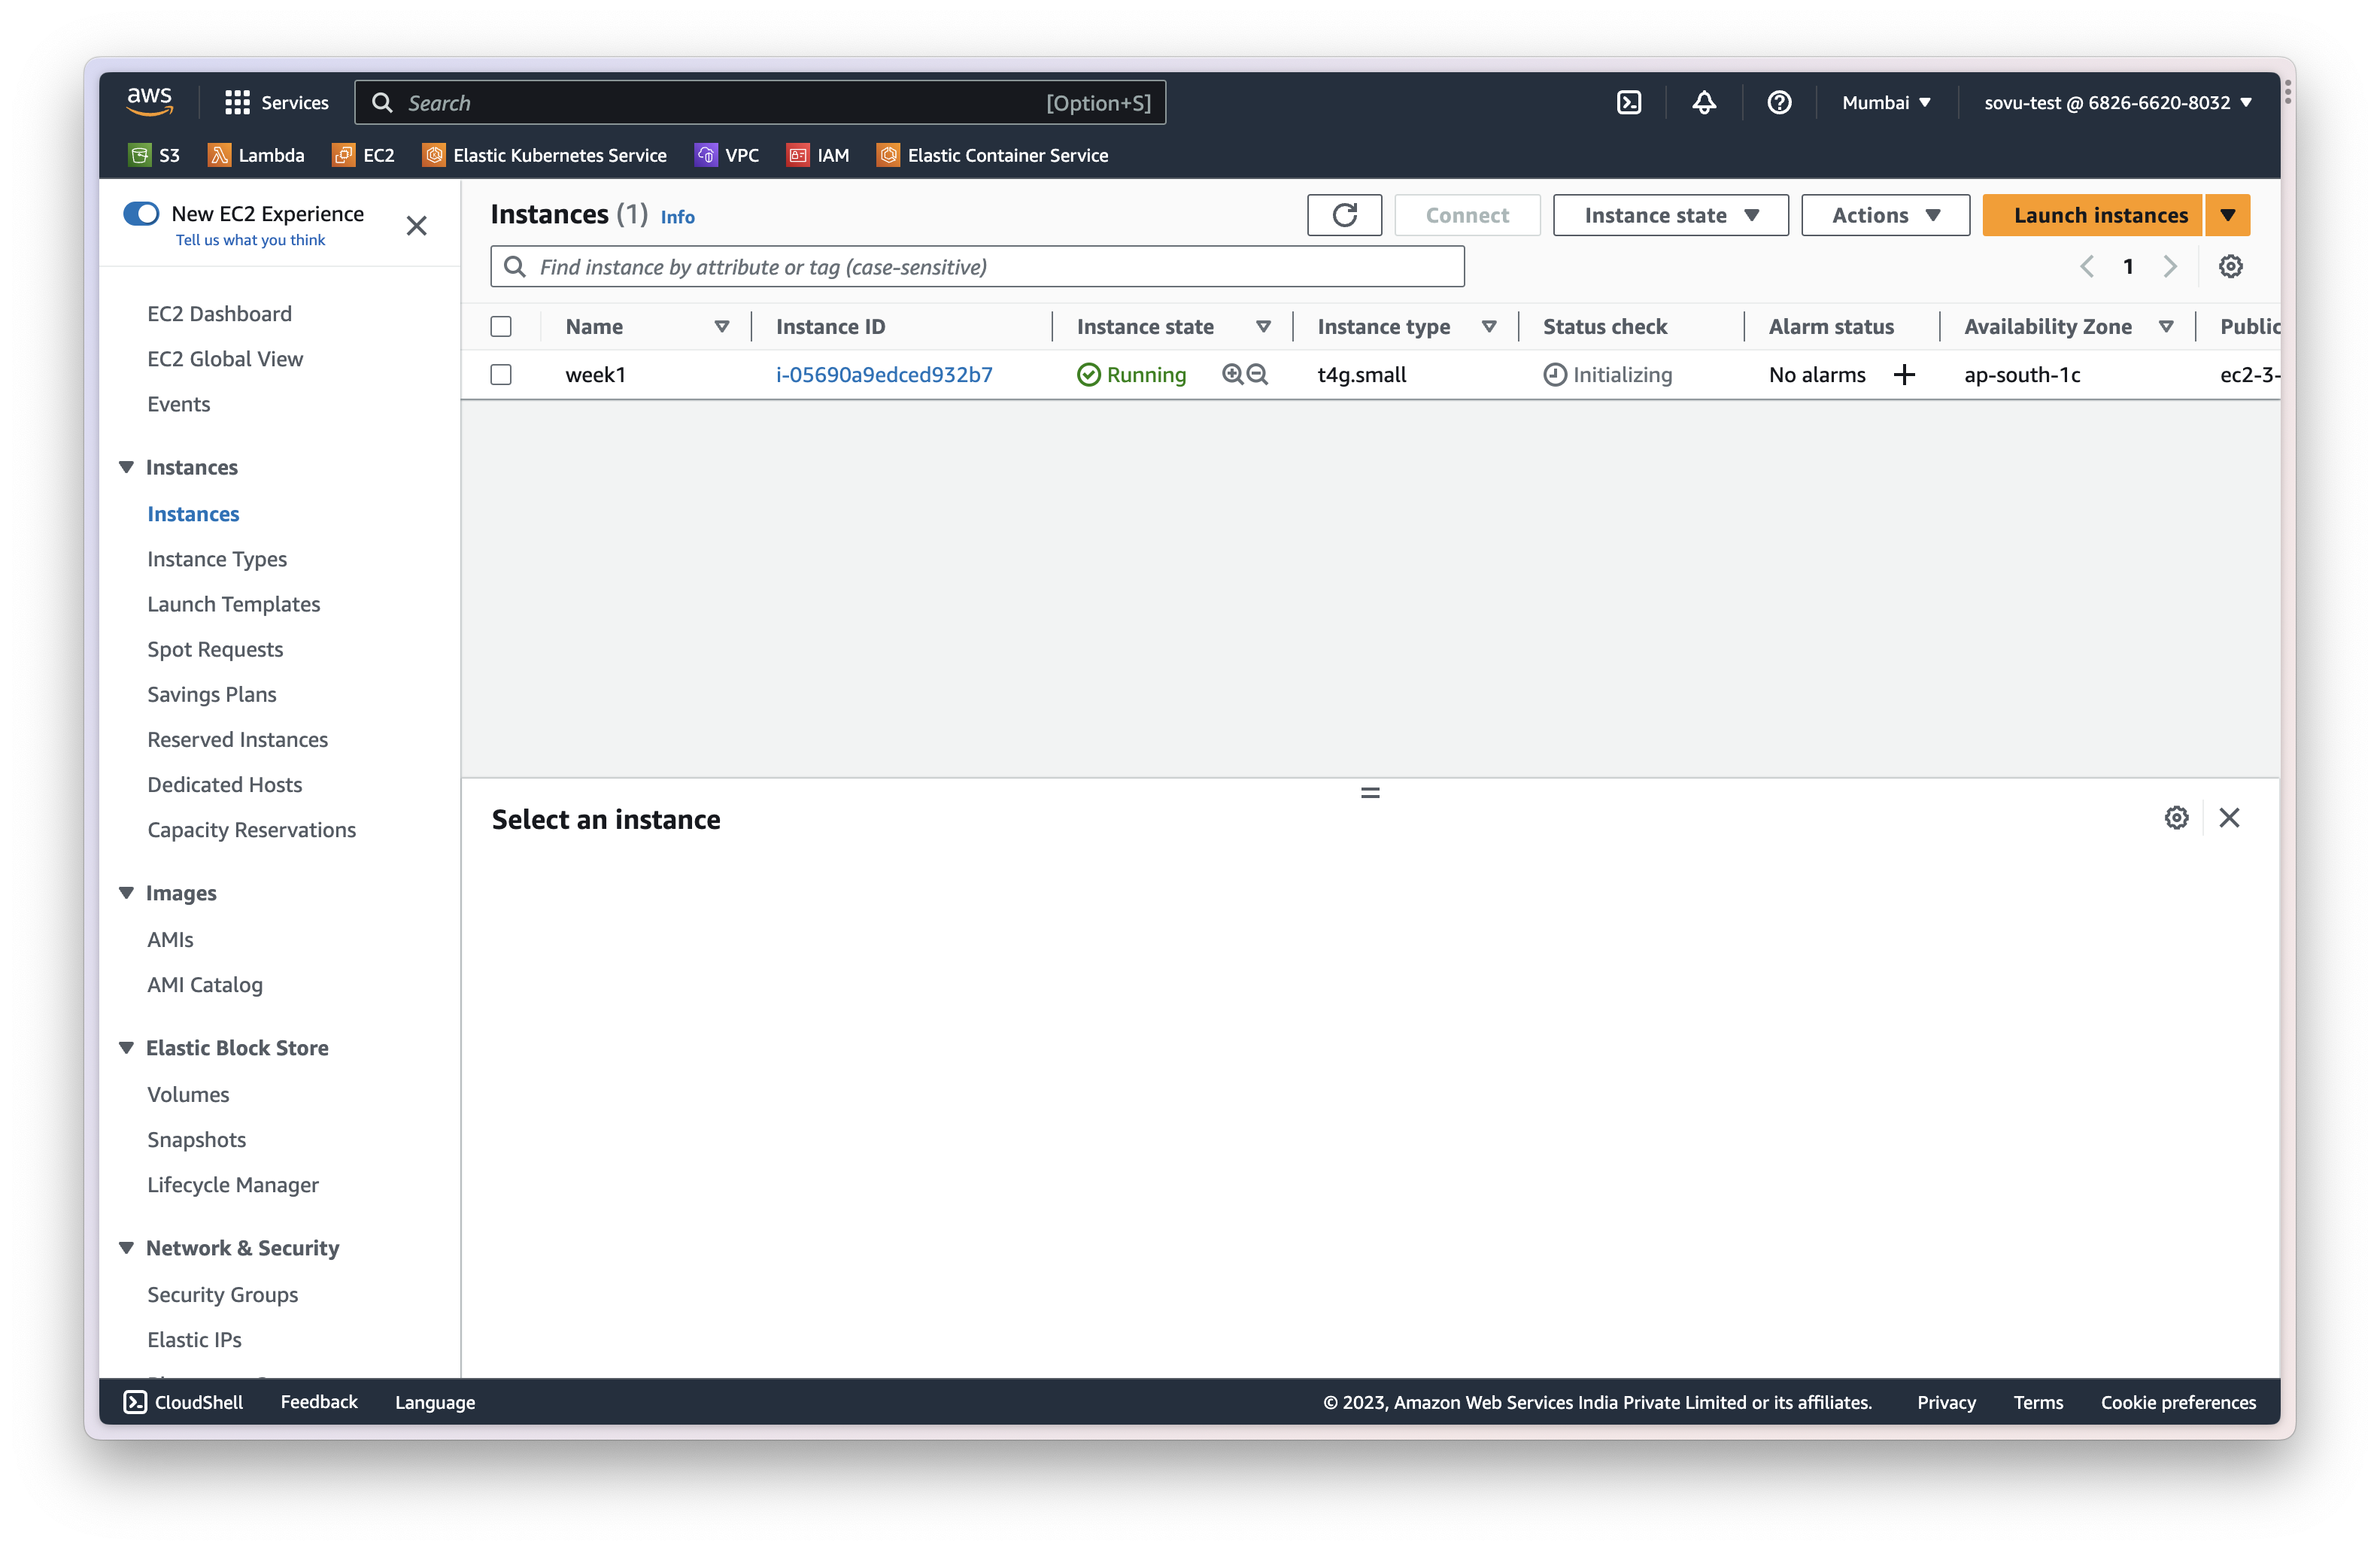 aws Services Search [Option+S] Mumbai sovu-test @ 6826-6620-8032
S3 Lambda EC2 Elastic Kubernetes Service VPC IAM Elastic Container Service
New EC2 Experience
Tell us what you think
EC2 Dashboard
EC2 Global View
Events
Instances
Instances
Instance Types
Launch Templates
Spot Requests
Savings Plans
Reserved Instances
Dedicated Hosts
Capacity Reservations
Images
AMIs
AMI Catalog
Elastic Block Store
Volumes
Snapshots
Lifecycle Manager
Network & Security
Security Groups
Elastic IPs
Instances (1) Info Connect Instance state Actions Launch instances
Find instance by attribute or tag (case-sensitive) 1
Name Instance ID Instance state Instance type Status check Alarm status Availability Zone Public
week1 i-05690a9edced932b7 Running t4g.small Initializing No alarms + ap-south-1c ec2-3-
Select an instance
CloudShell Feedback Language © 2023, Amazon Web Services India Private Limited or its affiliates. Privacy Terms Cookie preferences